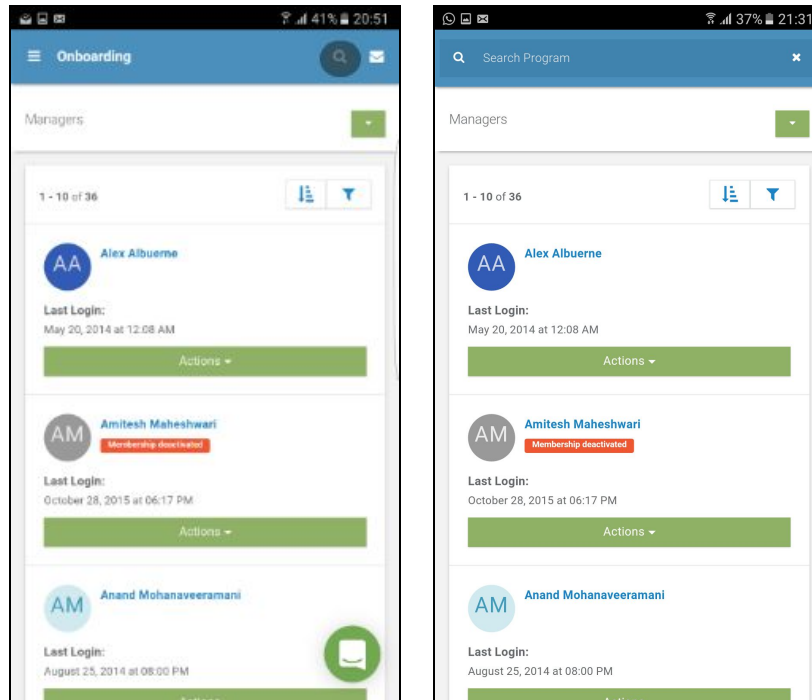 41% 20:51
Onboarding
Managers
1 - 10 of 36
AA
Alex Albuerne
Last Login:
May 20, 2014 at 12:08 AM
Actions
AM
Amitesh Maheshwari
Membership deactivated
Last Login:
October 28, 2015 at 06:17 PM
Actions
AM
Anand Mohanaveeramani
Last Login:
August 25, 2014 at 08:00 PM
Actions
37% 21:31
Search Program
Managers
1 - 10 of 36
AA
Alex Albuerne
Last Login:
May 20, 2014 at 12:08 AM
Actions
AM
Amitesh Maheshwari
Membership deactivated
Last Login:
October 28, 2015 at 06:17 PM
Actions
AM
Anand Mohanaveeramani
Last Login:
August 25, 2014 at 08:00 PM
Actions